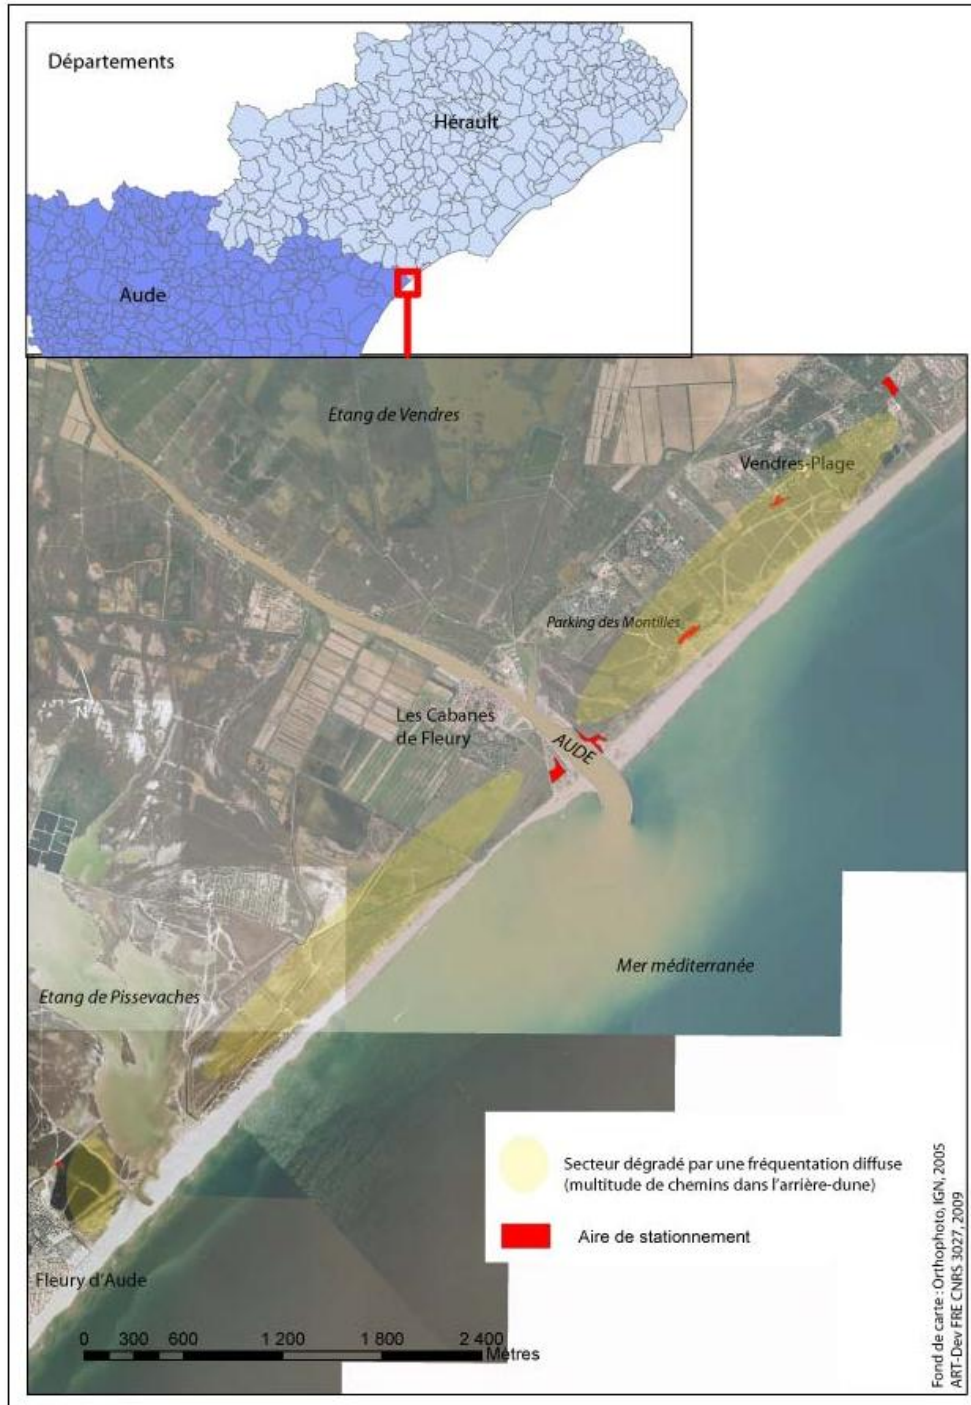 Départements
Hérault
Aude
Etang de Vendres
Vendres-Plage
Parking des Montilles
Les Cabanes
de Fleury
AUDE
N
Mer méditerranée
Etang de Pissevaches
Secteur dégradé par une fréquentation diffuse
(multitude de chemins dans l'arrière-dune)
Aire de stationnement
Fleury d'Aude
0 300 600 1 200 1 800 2 400
Mètres
Fond de carte : Orthophoto, IGN, 2005
ART-Dev FRE CNRS 3027, 2009